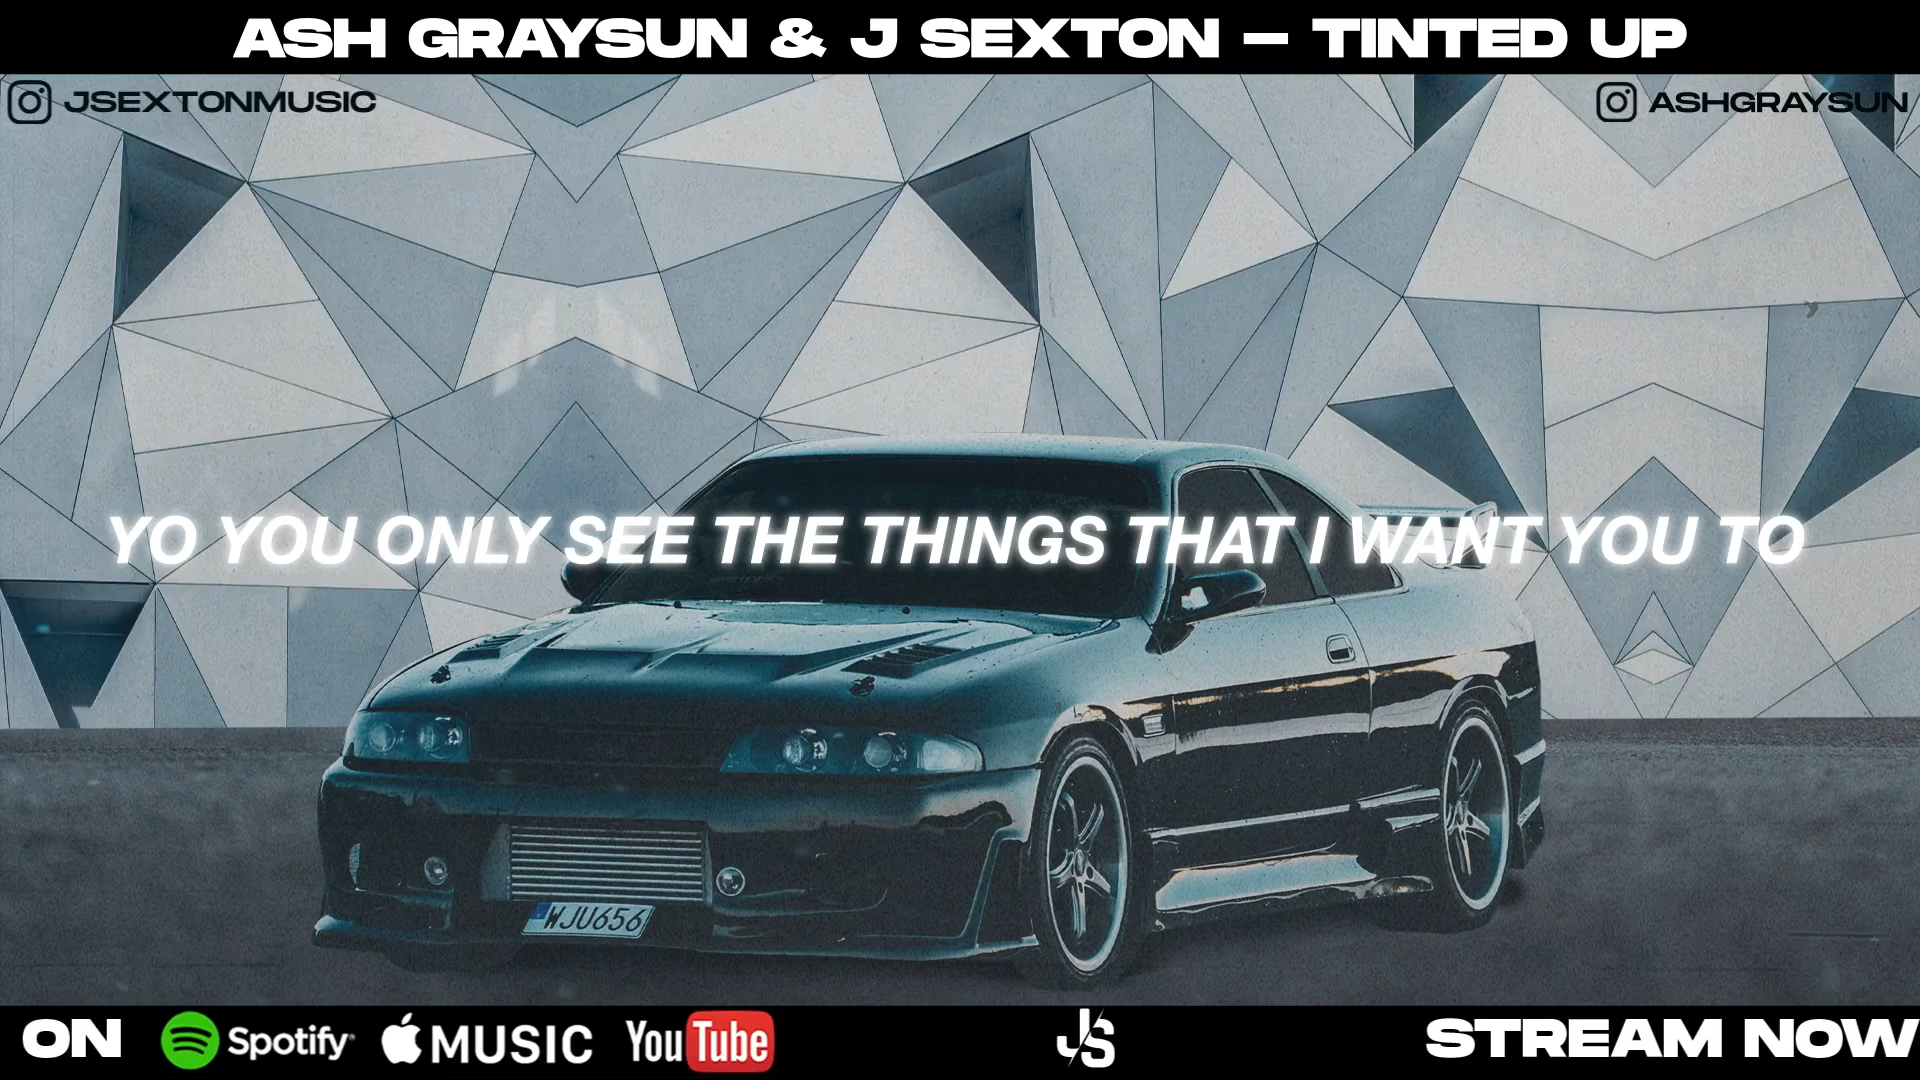 ASH GRAYSUN & J SEXTON – TINTED UP
JSEXTONMUSIC
ASHGRAYSUN
YO YOU ONLY SEE THE THINGS THAT I WANT YOU TO
WJU656
ON Spotify MUSIC YouTube JS STREAM NOW